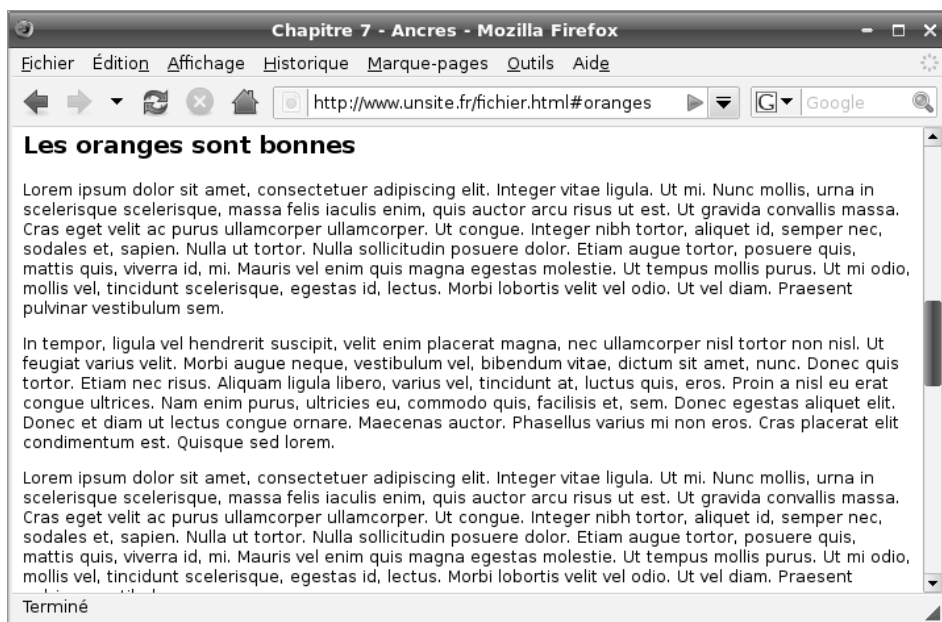 Chapitre 7 - Ancres - Mozilla Firefox
Fichier Édition Affichage Historique Marque-pages Outils Aide
http://www.unsite.fr/fichier.html#oranges G Google
Les oranges sont bonnes
Lorem ipsum dolor sit amet, consectetuer adipiscing elit. Integer vitae ligula. Ut mi. Nunc mollis, urna in
scelerisque scelerisque, massa felis iaculis enim, quis auctor arcu risus ut est. Ut gravida convallis massa.
Cras eget velit ac purus ullamcorper ullamcorper. Ut congue. Integer nibh tortor, aliquet id, semper nec,
sodales et, sapien. Nulla ut tortor. Nulla sollicitudin posuere dolor. Etiam augue tortor, posuere quis,
mattis quis, viverra id, mi. Mauris vel enim quis magna egestas molestie. Ut tempus mollis purus. Ut mi odio,
mollis vel, tincidunt scelerisque, egestas id, lectus. Morbi lobortis velit vel odio. Ut vel diam. Praesent
pulvinar vestibulum sem.
In tempor, ligula vel hendrerit suscipit, velit enim placerat magna, nec ullamcorper nisl tortor non nisl. Ut
feugiat varius velit. Morbi augue neque, vestibulum vel, bibendum vitae, dictum sit amet, nunc. Donec quis
tortor. Etiam nec risus. Aliquam ligula libero, varius vel, tincidunt at, luctus quis, eros. Proin a nisl eu erat
congue ultrices. Nam enim purus, ultricies eu, commodo quis, facilisis et, sem. Donec egestas aliquet elit.
Donec et diam ut lectus congue ornare. Maecenas auctor. Phasellus varius mi non eros. Cras placerat elit
condimentum est. Quisque sed lorem.
Lorem ipsum dolor sit amet, consectetuer adipiscing elit. Integer vitae ligula. Ut mi. Nunc mollis, urna in
scelerisque scelerisque, massa felis iaculis enim, quis auctor arcu risus ut est. Ut gravida convallis massa.
Cras eget velit ac purus ullamcorper ullamcorper. Ut congue. Integer nibh tortor, aliquet id, semper nec,
sodales et, sapien. Nulla ut tortor. Nulla sollicitudin posuere dolor. Etiam augue tortor, posuere quis,
mattis quis, viverra id, mi. Mauris vel enim quis magna egestas molestie. Ut tempus mollis purus. Ut mi odio,
mollis vel, tincidunt scelerisque, egestas id, lectus. Morbi lobortis velit vel odio. Ut vel diam. Praesent
Terminé